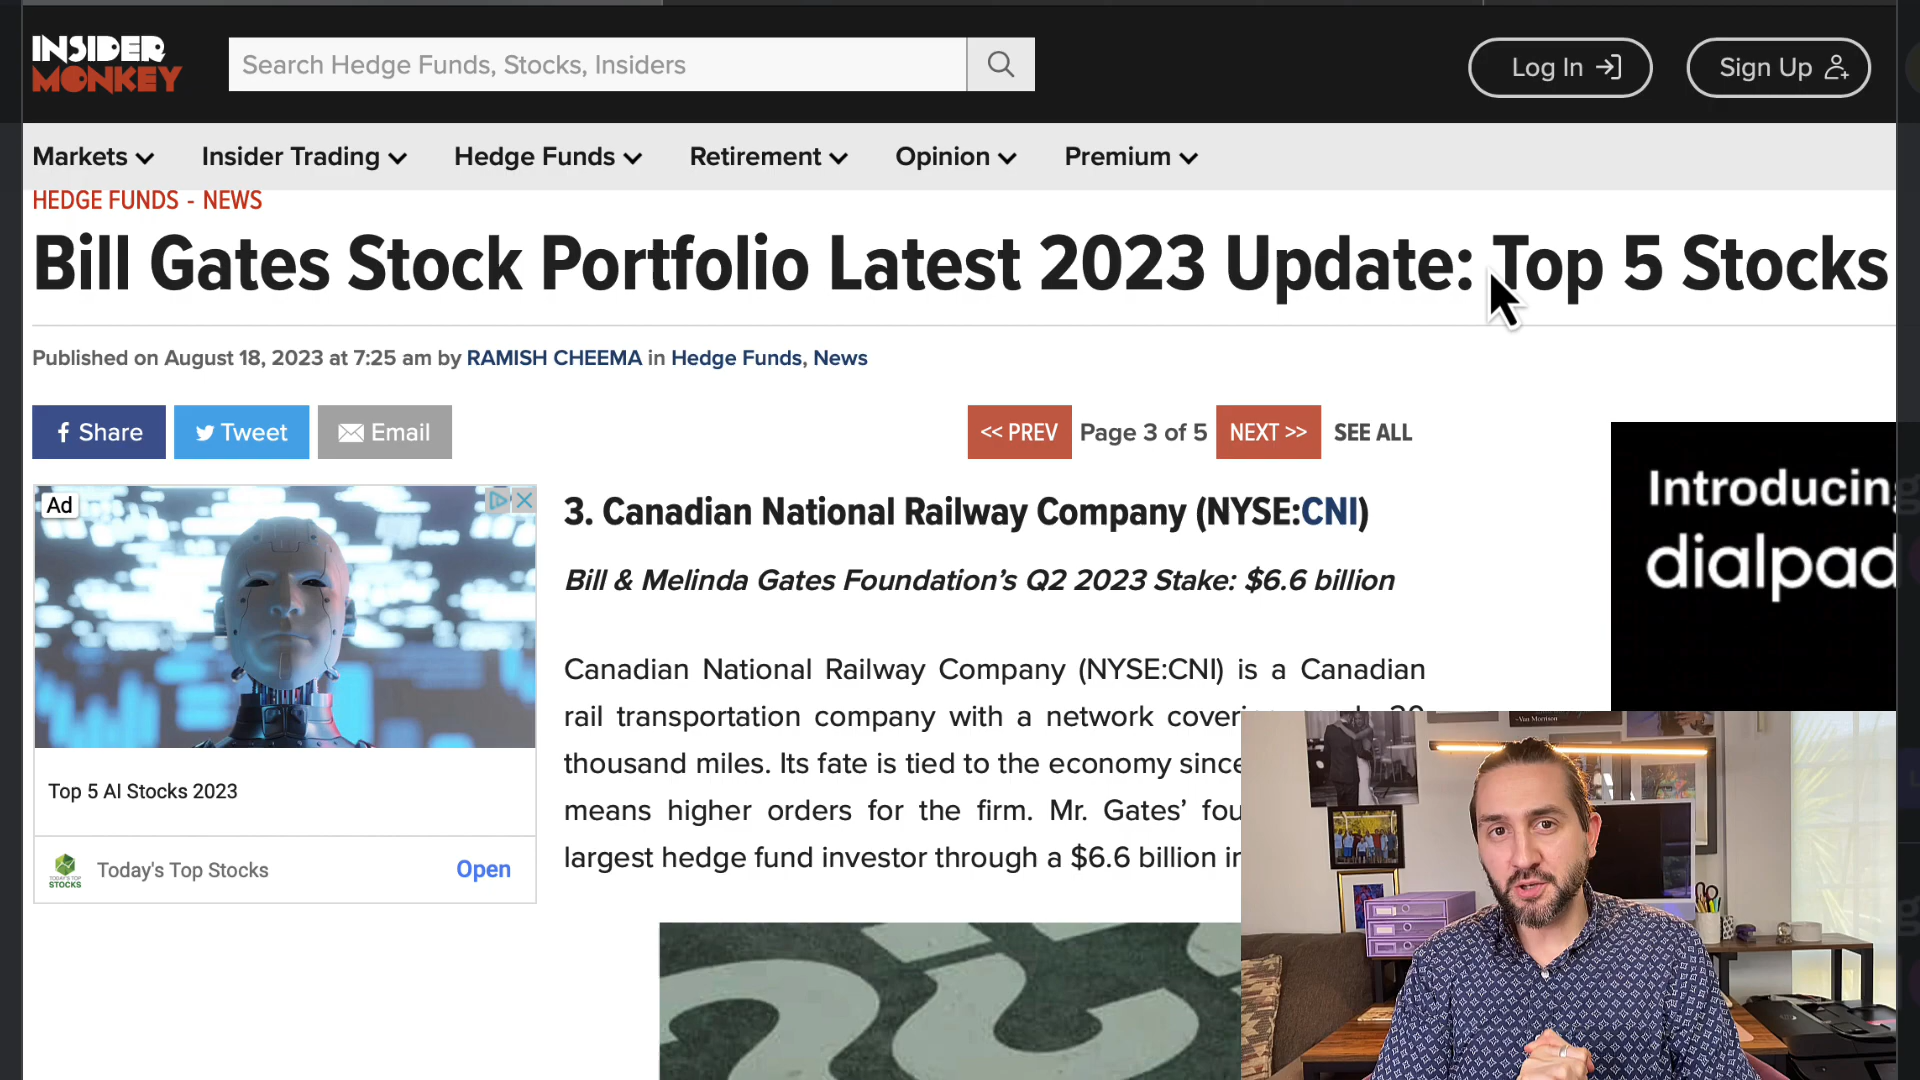 INSIDER
MONKEY
Search Hedge Funds, Stocks, Insiders
Log In
Sign Up
Markets
Insider Trading
Hedge Funds
Retirement
Opinion
Premium
HEDGE FUNDS - NEWS
Bill Gates Stock Portfolio Latest 2023 Update: Top 5 Stocks
Published on August 18, 2023 at 7:25 am by RAMISH CHEEMA in Hedge Funds, News
Share
Tweet
Email
<< PREV
Page 3 of 5
NEXT >>
SEE ALL
Ad
Top 5 AI Stocks 2023
TODAY'S TOP
STOCKS
Today's Top Stocks
Open
3. Canadian National Railway Company (NYSE:CNI)
Bill & Melinda Gates Foundation's Q2 2023 Stake: $6.6 billion
Canadian National Railway Company (NYSE:CNI) is a Canadian
rail transportation company with a network
thousand miles. Its fate is tied to the economy since
means higher orders for the firm. Mr. Gates'
largest hedge fund investor through a $6.6 billion
Introducin
dialpad
-Van Morrison